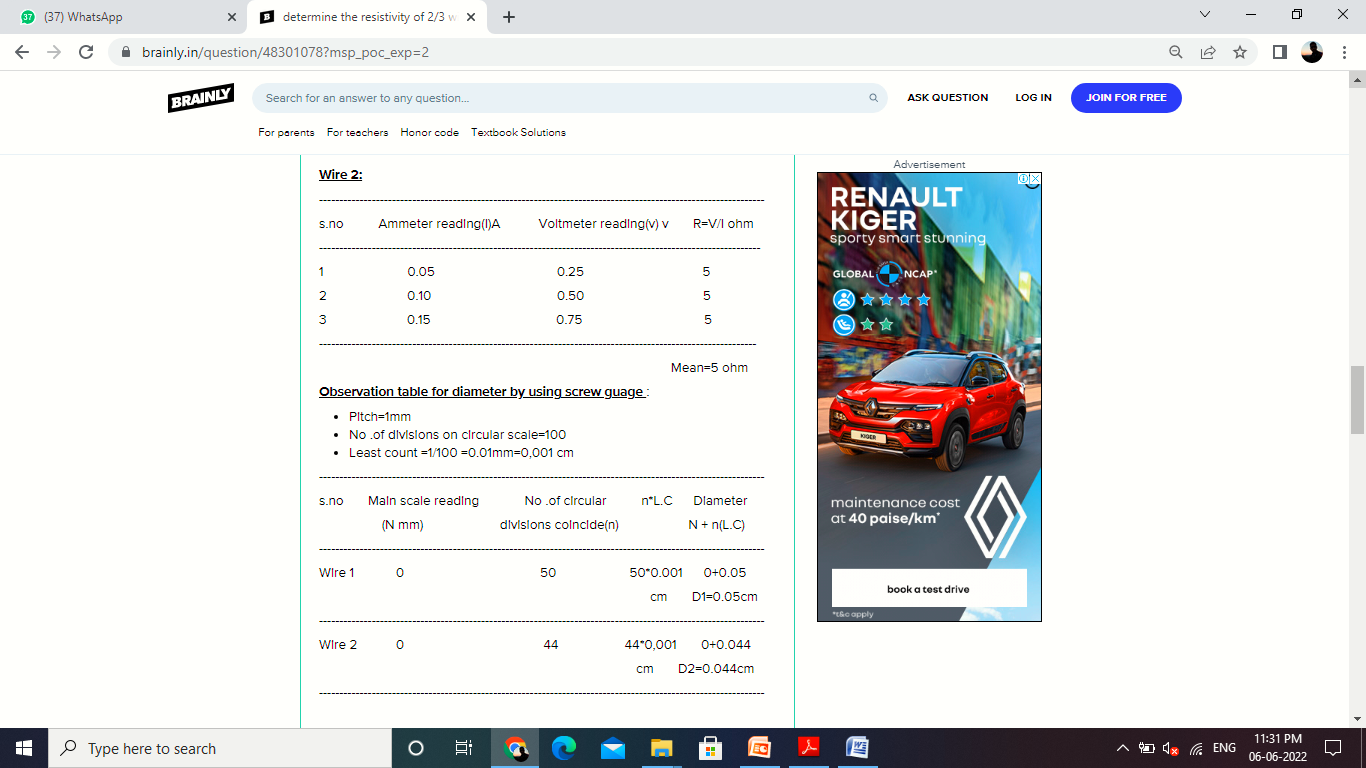 37 (37) WhatsApp
B determine the resistivity of 2/3 w
brainly.in/question/48301078?msp_poc_exp=2
BRAINLY
Search for an answer to any question...
ASK QUESTION
LOG IN
JOIN FOR FREE
For parents For teachers Honor code Textbook Solutions
Wire 2:
--------------------------------------------------------------------------------
s.no Ammeter reading(I)A Voltmeter reading(v) v R=V/I ohm
--------------------------------------------------------------------------------
1 0.05 0.25 5
2 0.10 0.50 5
3 0.15 0.75 5
--------------------------------------------------------------------------------
Mean=5 ohm
Observation table for diameter by using screw guage :
• Pitch=1mm
• No .of divisions on circular scale=100
• Least count =1/100 =0.01mm=0,001 cm
--------------------------------------------------------------------------------
s.no Main scale reading No .of circular n*L.C Diameter
(N mm) divisions coincide(n) N + n(L.C)
--------------------------------------------------------------------------------
Wire 1 0 50 50*0.001 0+0.05
cm D1=0.05cm
--------------------------------------------------------------------------------
Wire 2 0 44 44*0,001 0+0.044
cm D2=0.044cm
--------------------------------------------------------------------------------
Advertisement
RENAULT
KIGER
sporty smart stunning
GLOBAL NCAP*
KIGER
maintenance cost
at 40 paise/km*
book a test drive
*t&c apply
Type here to search
ENG
11:31 PM
06-06-2022